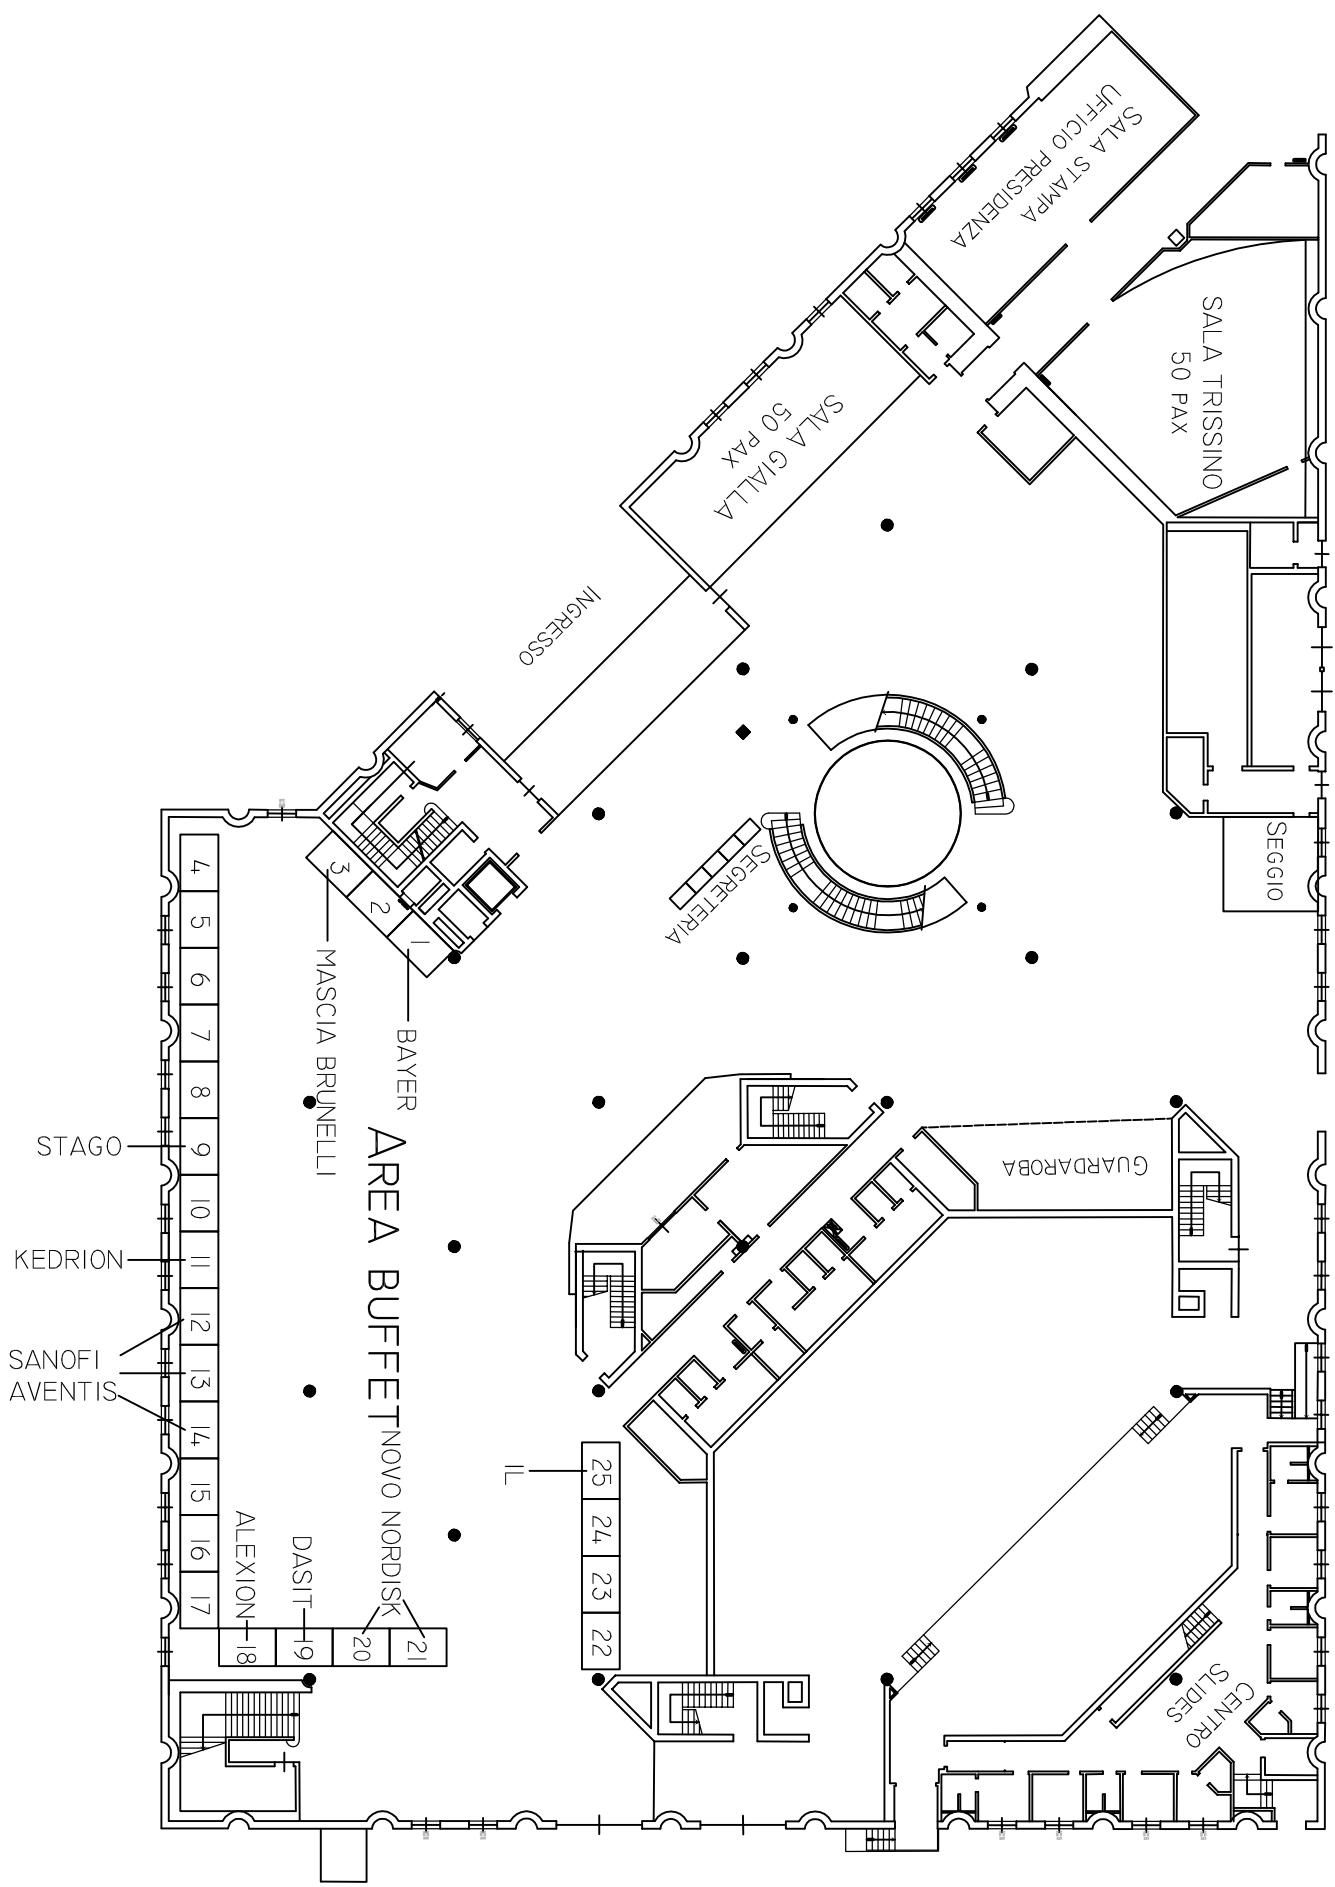 SALA STAMPA
UFFICIO PRESIDENZA
SALA TRISSINO
50 PAX
SALA GIALLA
50 PAX
INGRESSO
SEGRETERIA
SEGGIO
GUARDAROBA
CENTRO
SLIDES
AREA BUFFET
BAYER
MASCIA BRUNELLI
STAGO
KEDRION
SANOFI
AVENTIS
ALEXION
DASIT
NOVO NORDISK
IL
1
2
3
4
5
6
7
8
9
10
11
12
13
14
15
16
17
18
19
20
21
22
23
24
25